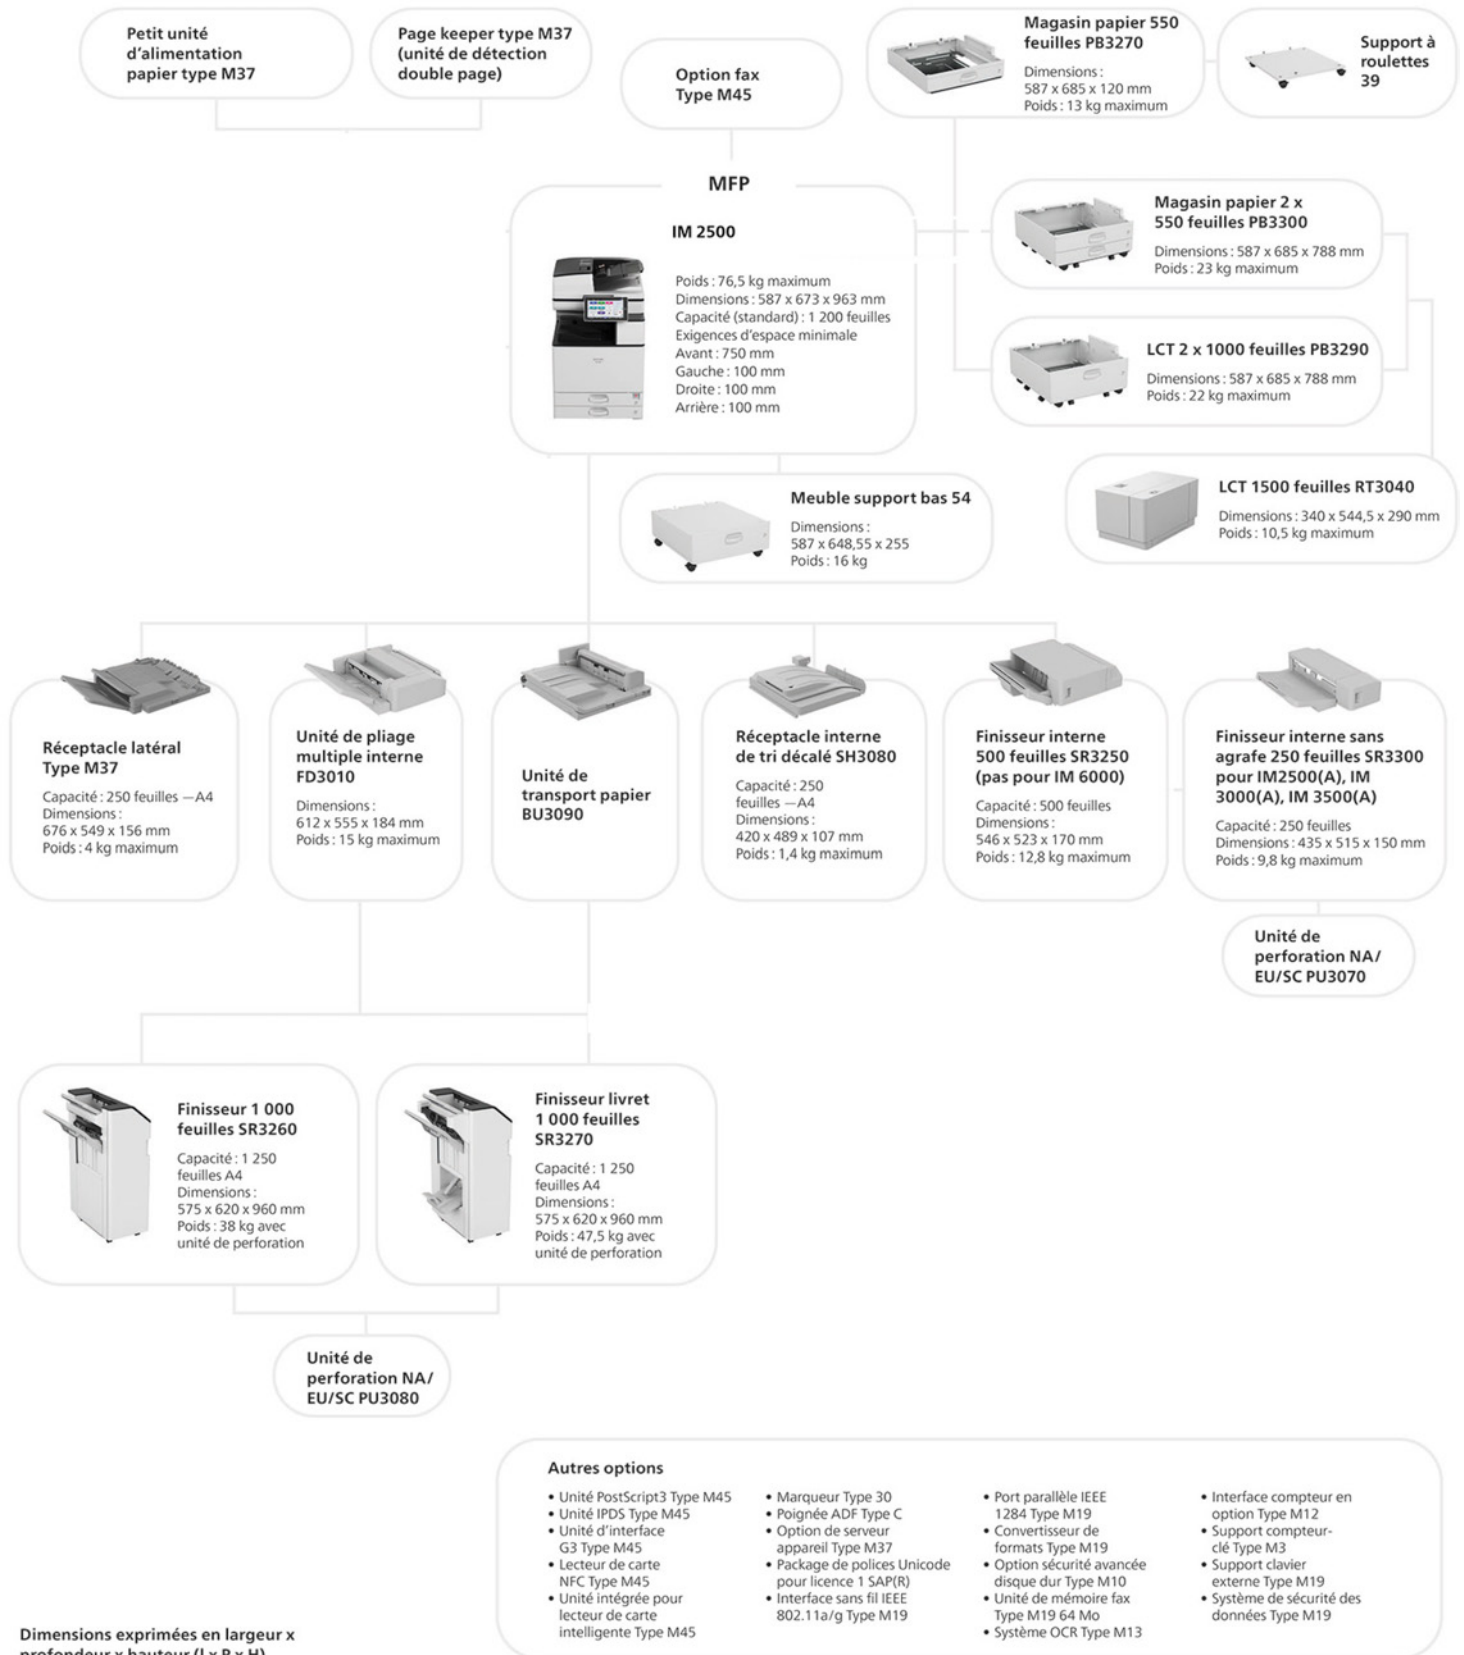 Petit unité
d'alimentation
papier type M37
Page keeper type M37
(unité de détection
double page)
Option fax
Type M45
Magasin papier 550
feuilles PB3270
Dimensions :
587 x 685 x 120 mm
Poids : 13 kg maximum
Support à
roulettes
39
MFP
IM 2500
Poids : 76,5 kg maximum
Dimensions : 587 x 673 x 963 mm
Capacité (standard) : 1 200 feuilles
Exigences d'espace minimale
Avant : 750 mm
Gauche : 100 mm
Droite : 100 mm
Arrière : 100 mm
Magasin papier 2 x
550 feuilles PB3300
Dimensions : 587 x 685 x 788 mm
Poids : 23 kg maximum
LCT 2 x 1000 feuilles PB3290
Dimensions : 587 x 685 x 788 mm
Poids : 22 kg maximum
LCT 1500 feuilles RT3040
Dimensions : 340 x 544,5 x 290 mm
Poids : 10,5 kg maximum
Meuble support bas 54
Dimensions :
587 x 648,55 x 255
Poids : 16 kg
Réceptacle latéral
Type M37
Capacité : 250 feuilles —A4
Dimensions :
676 x 549 x 156 mm
Poids : 4 kg maximum
Unité de pliage
multiple interne
FD3010
Dimensions :
612 x 555 x 184 mm
Poids : 15 kg maximum
Unité de
transport papier
BU3090
Réceptacle interne
de tri décalé SH3080
Capacité : 250
feuilles —A4
Dimensions :
420 x 489 x 107 mm
Poids : 1,4 kg maximum
Finisseur interne
500 feuilles SR3250
(pas pour IM 6000)
Capacité : 500 feuilles
Dimensions :
546 x 523 x 170 mm
Poids : 12,8 kg maximum
Finisseur interne sans
agrafe 250 feuilles SR3300
pour IM2500(A), IM
3000(A), IM 3500(A)
Capacité : 250 feuilles
Dimensions : 435 x 515 x 150 mm
Poids : 9,8 kg maximum
Unité de
perforation NA/
EU/SC PU3070
Finisseur 1 000
feuilles SR3260
Capacité : 1 250
feuilles A4
Dimensions :
575 x 620 x 960 mm
Poids : 38 kg avec
unité de perforation
Finisseur livret
1 000 feuilles
SR3270
Capacité : 1 250
feuilles A4
Dimensions :
575 x 620 x 960 mm
Poids : 47,5 kg avec
unité de perforation
Unité de
perforation NA/
EU/SC PU3080
Autres options
• Unité PostScript3 Type M45
• Unité IPDS Type M45
• Unité d'interface
G3 Type M45
• Lecteur de carte
NFC Type M45
• Unité intégrée pour
lecteur de carte
intelligente Type M45
• Marqueur Type 30
• Poignée ADF Type C
• Option de serveur
appareil Type M37
• Package de polices Unicode
pour licence 1 SAP(R)
• Interface sans fil IEEE
802.11a/g Type M19
• Port parallèle IEEE
1284 Type M19
• Convertisseur de
formats Type M19
• Option sécurité avancée
disque dur Type M10
• Unité de mémoire fax
Type M19 64 Mo
• Système OCR Type M13
• Interface compteur en
option Type M12
• Support compteur-
clé Type M3
• Support clavier
externe Type M19
• Système de sécurité des
données Type M19
Dimensions exprimées en largeur x
profondeur x hauteur (l x P x H)